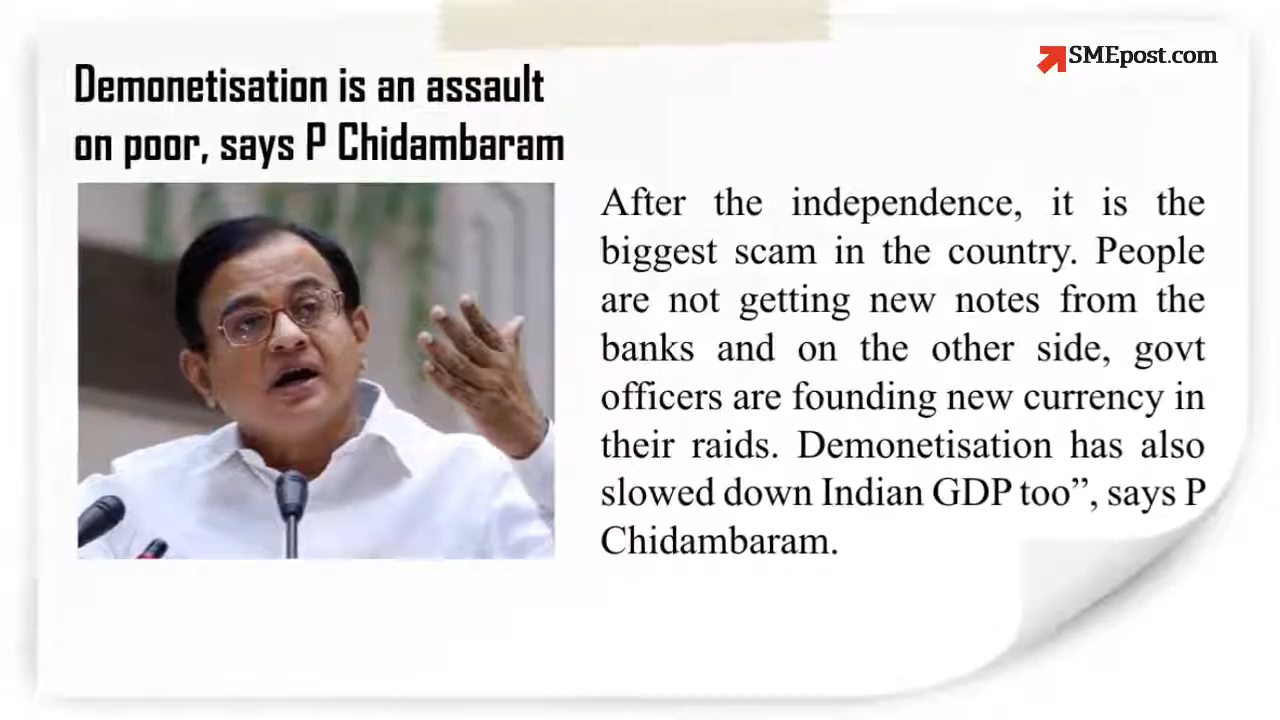 SMEpost.com
Demonetisation is an assault
on poor, says P Chidambaram
After the independence, it is the
biggest scam in the country. People
are not getting new notes from the
banks and on the other side, govt
officers are founding new currency in
their raids. Demonetisation has also
slowed down Indian GDP too”, says P
Chidambaram.